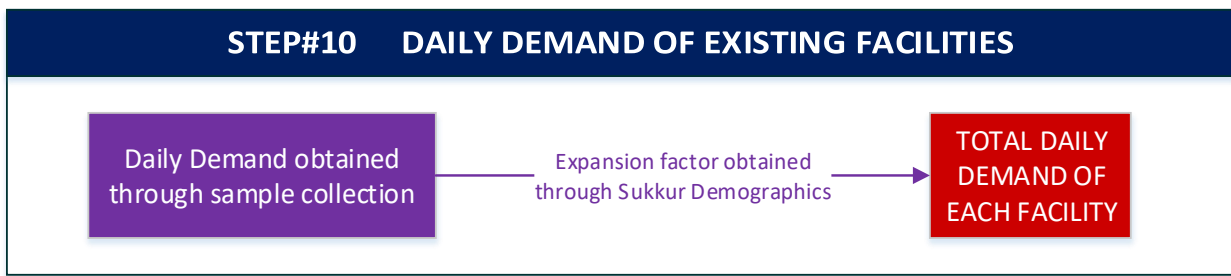 STEP#10 DAILY DEMAND OF EXISTING FACILITIES
Daily Demand obtained
through sample collection
Expansion factor obtained
through Sukkur Demographics
TOTAL DAILY
DEMAND OF
EACH FACILITY